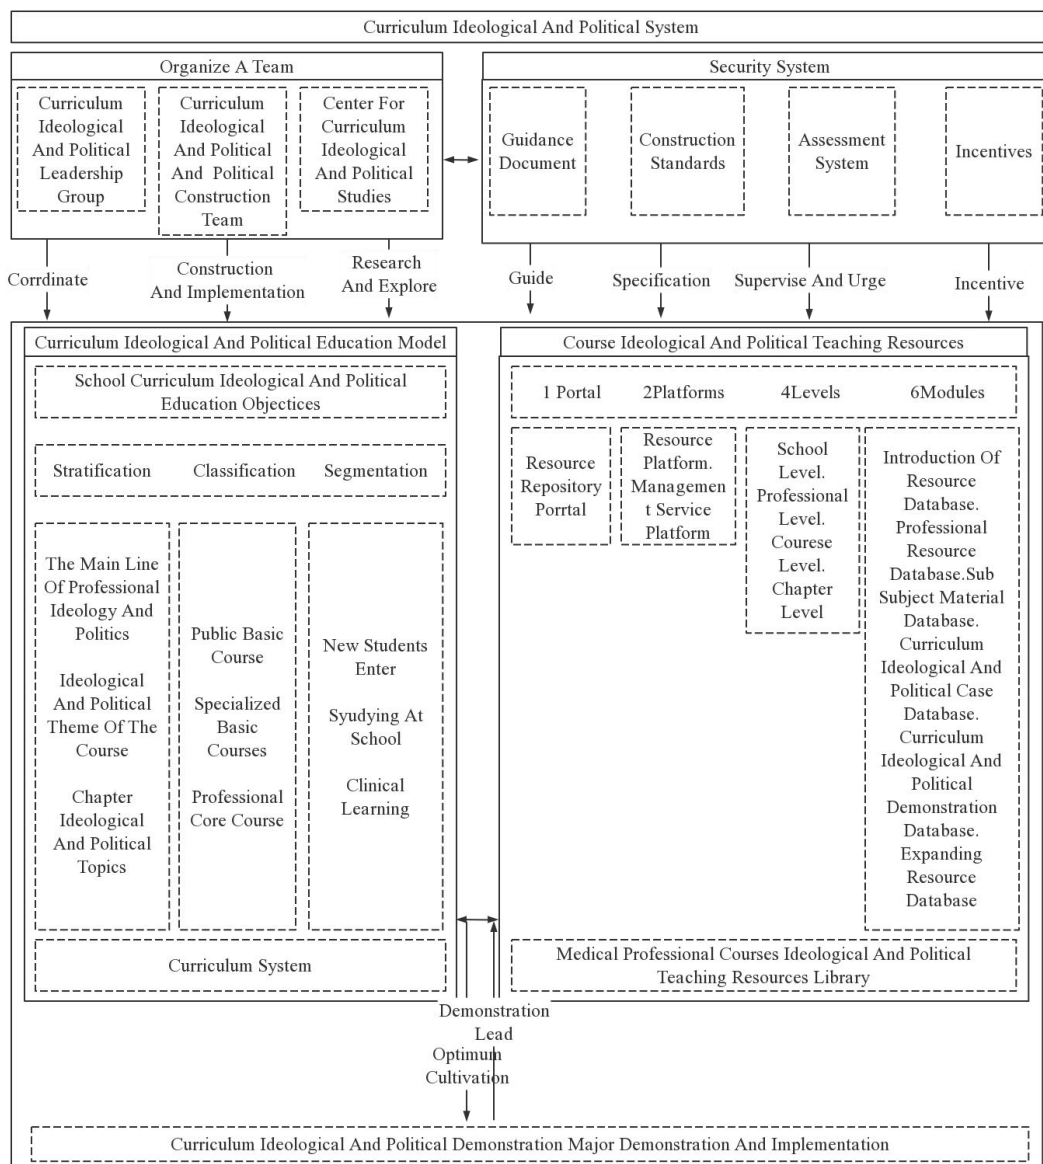 Curriculum Ideological And Political System
Organize A Team
Curriculum
Ideological
And Political
Leadership
Group
Curriculum
Ideological
And Political
And Political
Construction
Team
Center For
Curriculum
Ideological
And Political
Studies
Security System
Guidance
Document
Construction
Standards
Assessment
System
Incentives
Corrdinate
Construction
And Implementation
Research
And Explore
Guide
Specification
Supervise And Urge
Incentive
Curriculum Ideological And Political Education Model
School Curriculum Ideological And Political
Education Objectices
Stratification
Classification
Segmentation
The Main Line
Of Professional
Ideology And
Politics
Ideological
And Political
Theme Of The
Course
Chapter
Ideological
And Political
Topics
Public Basic
Course
Specialized
Basic
Courses
Professional
Core Course
New Students
Enter
Syudying At
School
Clinical
Learning
Curriculum System
Course Ideological And Political Teaching Resources
1 Portal
2Platforms
4Levels
6Modules
Resource
Repository
Porrtal
Resource
Platform.
Managemen
t Service
Platform
School
Level.
Professional
Level.
Courese
Level.
Chapter
Level
Introduction Of
Resource
Database.
Professional
Resource
Database.Sub
Subject Material
Database.
Curriculum
Ideological And
Political Case
Database.
Curriculum
Ideological And
Political
Demonstration
Database.
Expanding
Resource
Database
Medical Professional Courses Ideological And Political
Teaching Resources Library
Demonstration
Lead
Optimum
Cultivation
Curriculum Ideological And Political Demonstration Major Demonstration And Implementation